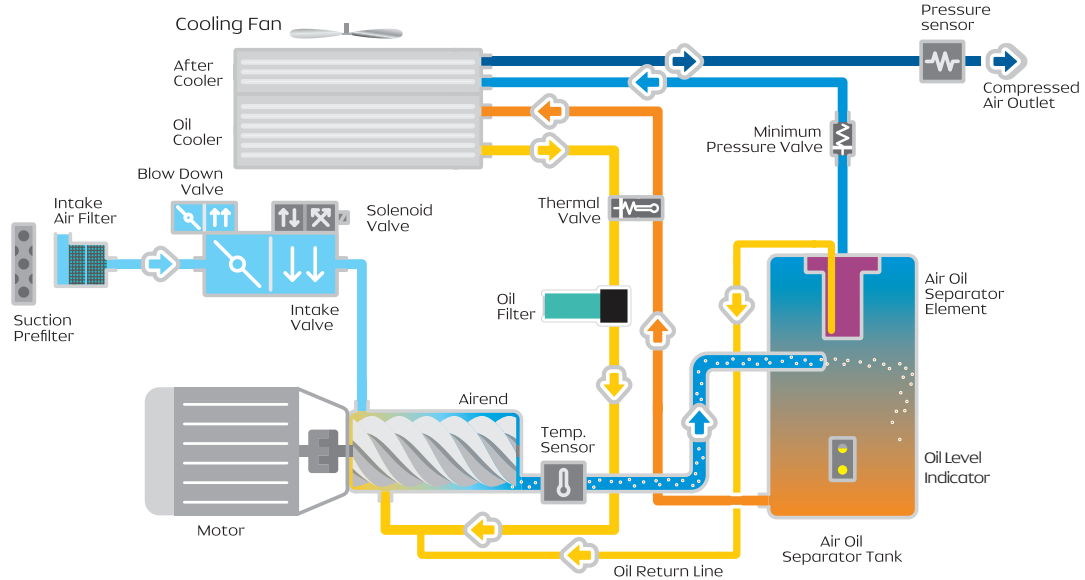 Cooling Fan
Pressure
sensor
After
Cooler
Compressed
Air Outlet
Oil
Cooler
Minimum
Pressure Valve
Blow Down
Valve
Intake
Air Filter
Solenoid
Valve
Thermal
Valve
Air Oil
Separator
Element
Oil
Filter
Intake
Valve
Suction
Prefilter
Airend
Temp.
Sensor
Oil Level
Indicator
Motor
Air Oil
Separator Tank
Oil Return Line